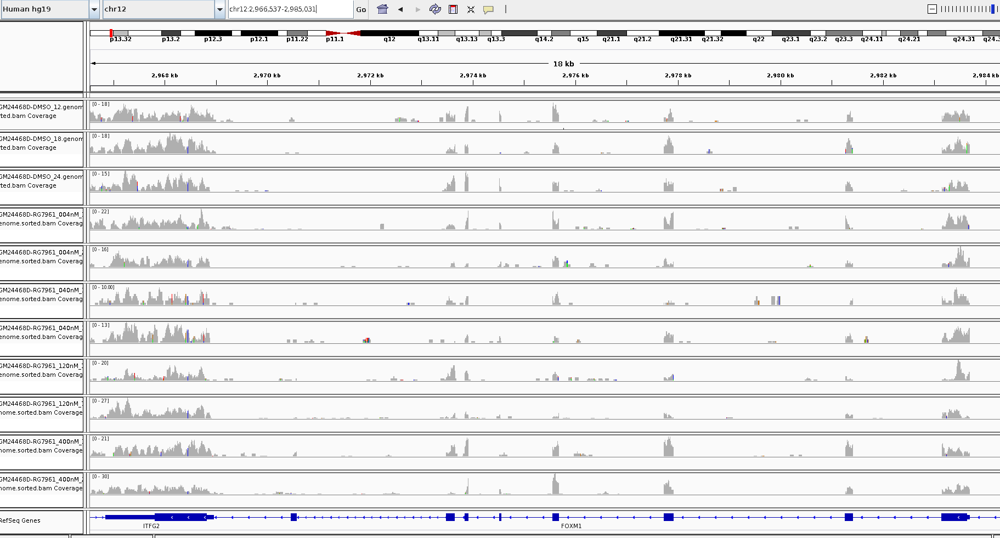 Human hg19 chr12 chr12:2,966,537-2,985,031 Go
p13.32 p13.2 p12.3 p12.1 p11.22 p11.1 q12 q13.11 q13.13 q13.3 q14.2 q15 q21.1 q21.2 q21.31 q21.32 q22 q23.1 q23.2 q23.3 q24.11 q24.21 q24.31 q24.3
18 kb
2,968 kb 2,970 kb 2,972 kb 2,974 kb 2,976 kb 2,978 kb 2,980 kb 2,982 kb 2,984 kb
GM24468D-DMSO_12.genom [0 - 18]
rted.bam Coverage
GM24468D-DMSO_18.genom [0 - 18]
rted.bam Coverage
GM24468D-DMSO_24.genom [0 - 15]
rted.bam Coverage
GM24468D-RG7961_004nM_ [0 - 22]
enome.sorted.bam Coverag
GM24468D-RG7961_004nM_ [0 - 16]
enome.sorted.bam Coverag
GM24468D-RG7961_040nM_ [0 - 10.00]
enome.sorted.bam Coverag
GM24468D-RG7961_040nM_ [0 - 13]
enome.sorted.bam Coverag
GM24468D-RG7961_120nM_ [0 - 20]
enome.sorted.bam Coverag
GM24468D-RG7961_120nM_ [0 - 27]
nome.sorted.bam Coverage
GM24468D-RG7961_400nM_ [0 - 21]
nome.sorted.bam Coverage
GM24468D-RG7961_400nM_ [0 - 30]
nome.sorted.bam Coverage
RefSeq Genes
ITFG2 FOXM1